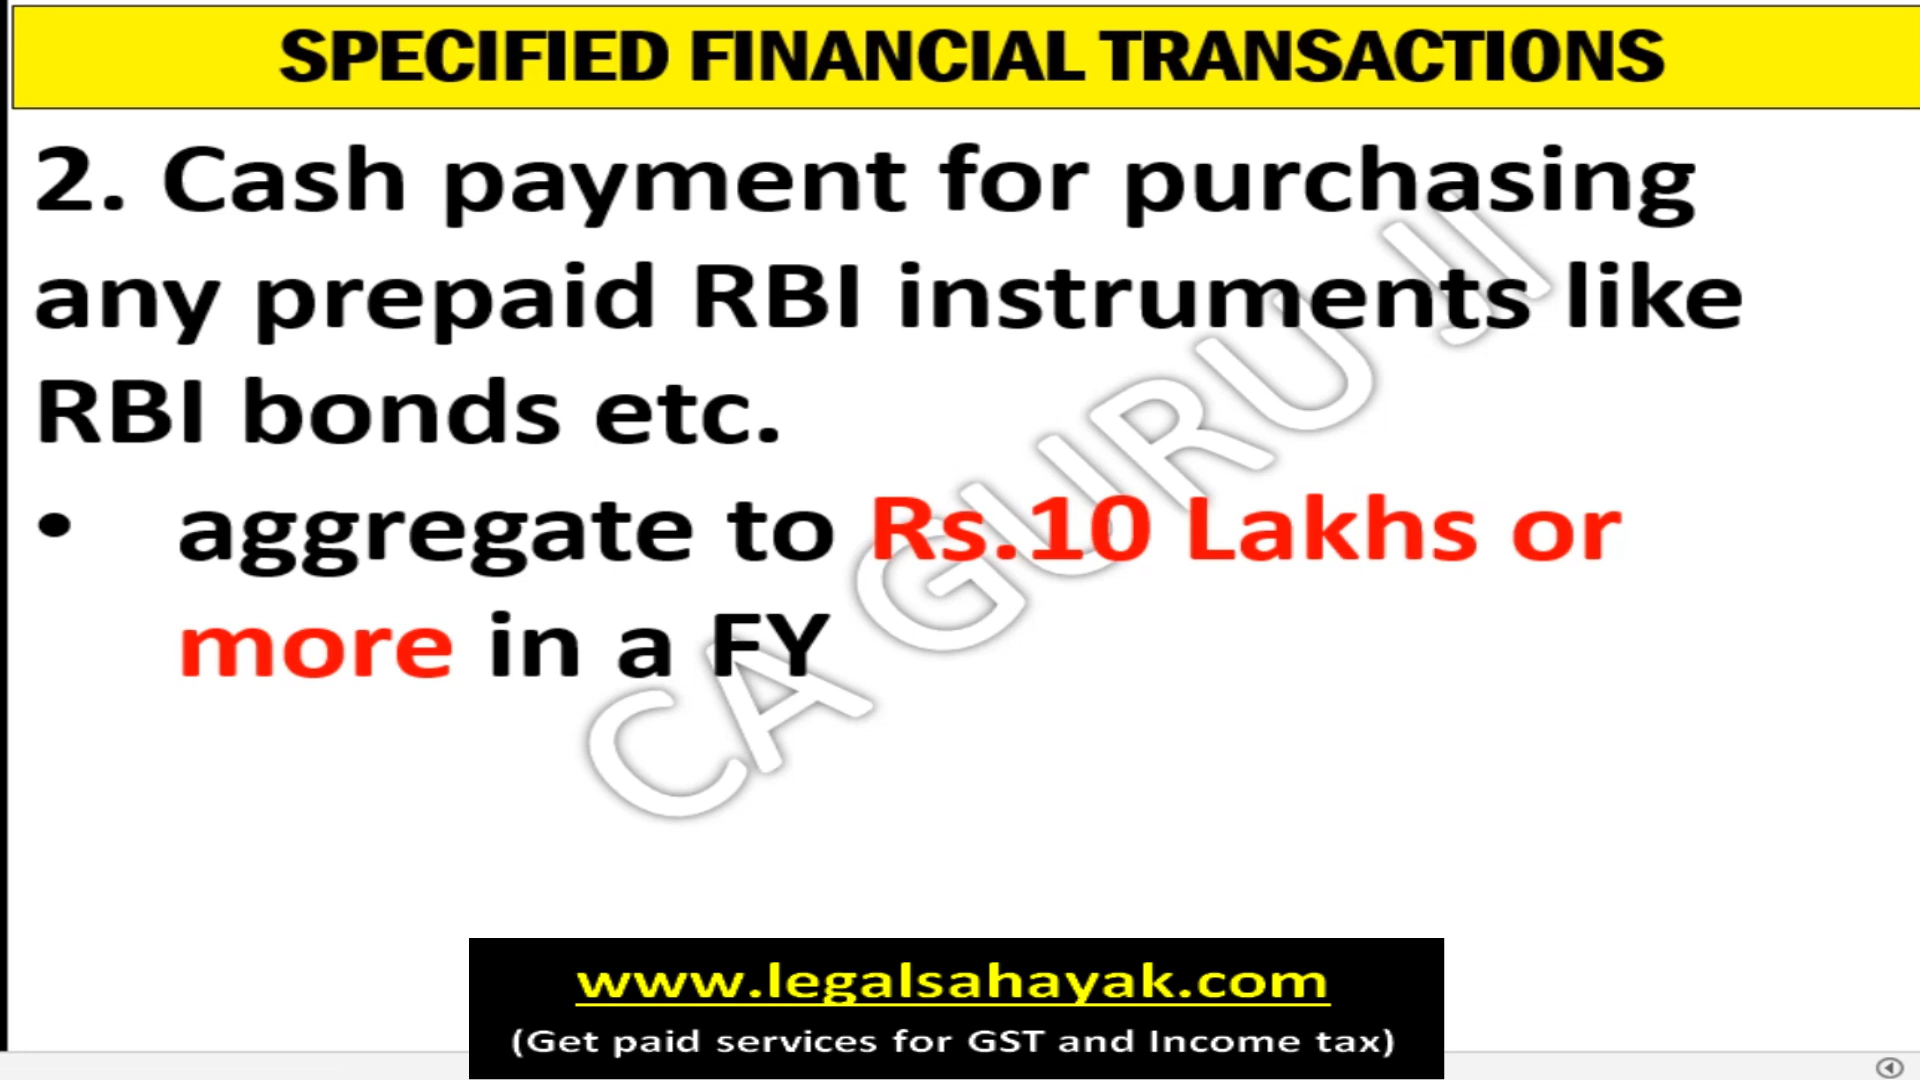 SPECIFIED FINANCIAL TRANSACTIONS
2. Cash payment for purchasing
any prepaid RBI instruments like
RBI bonds etc.
• aggregate to Rs.10 Lakhs or
more in a FY
CA GURU JI
www.legalsahayak.com
(Get paid services for GST and Income tax)